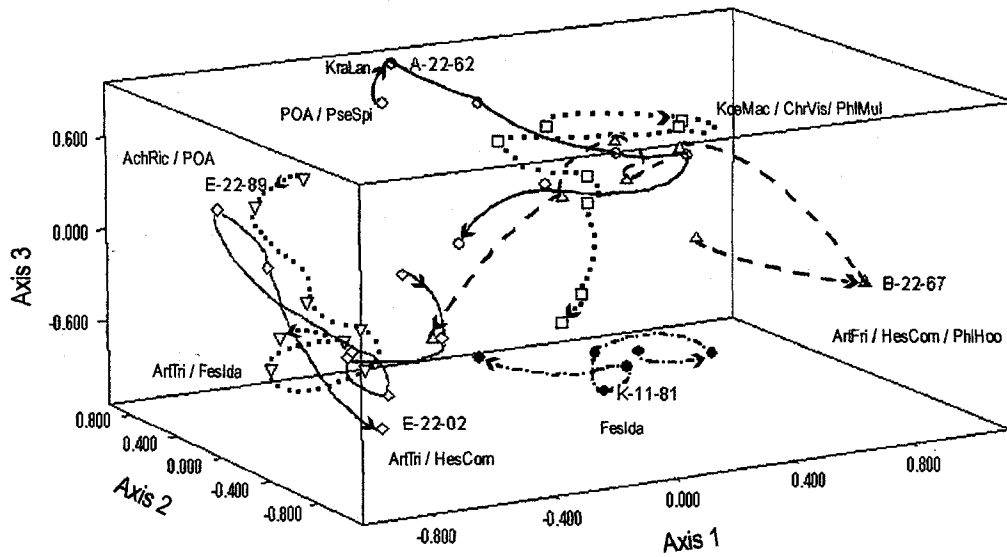 KraLan
A-22-62
POA / PseSpi
KoeMac / ChrVis/ PhlMul
AchRic / POA
E-22-89
B-22-67
ArtFri / HesCom / PhlHoo
ArtTri / FesIda
K-11-81
FesIda
E-22-02
ArtTri / HesCom
Axis 3
0.600
0.000
-0.600
Axis 2
0.800
0.400
0.000
-0.400
-0.800
Axis 1
-0.800
-0.400
0.000
0.400
0.800